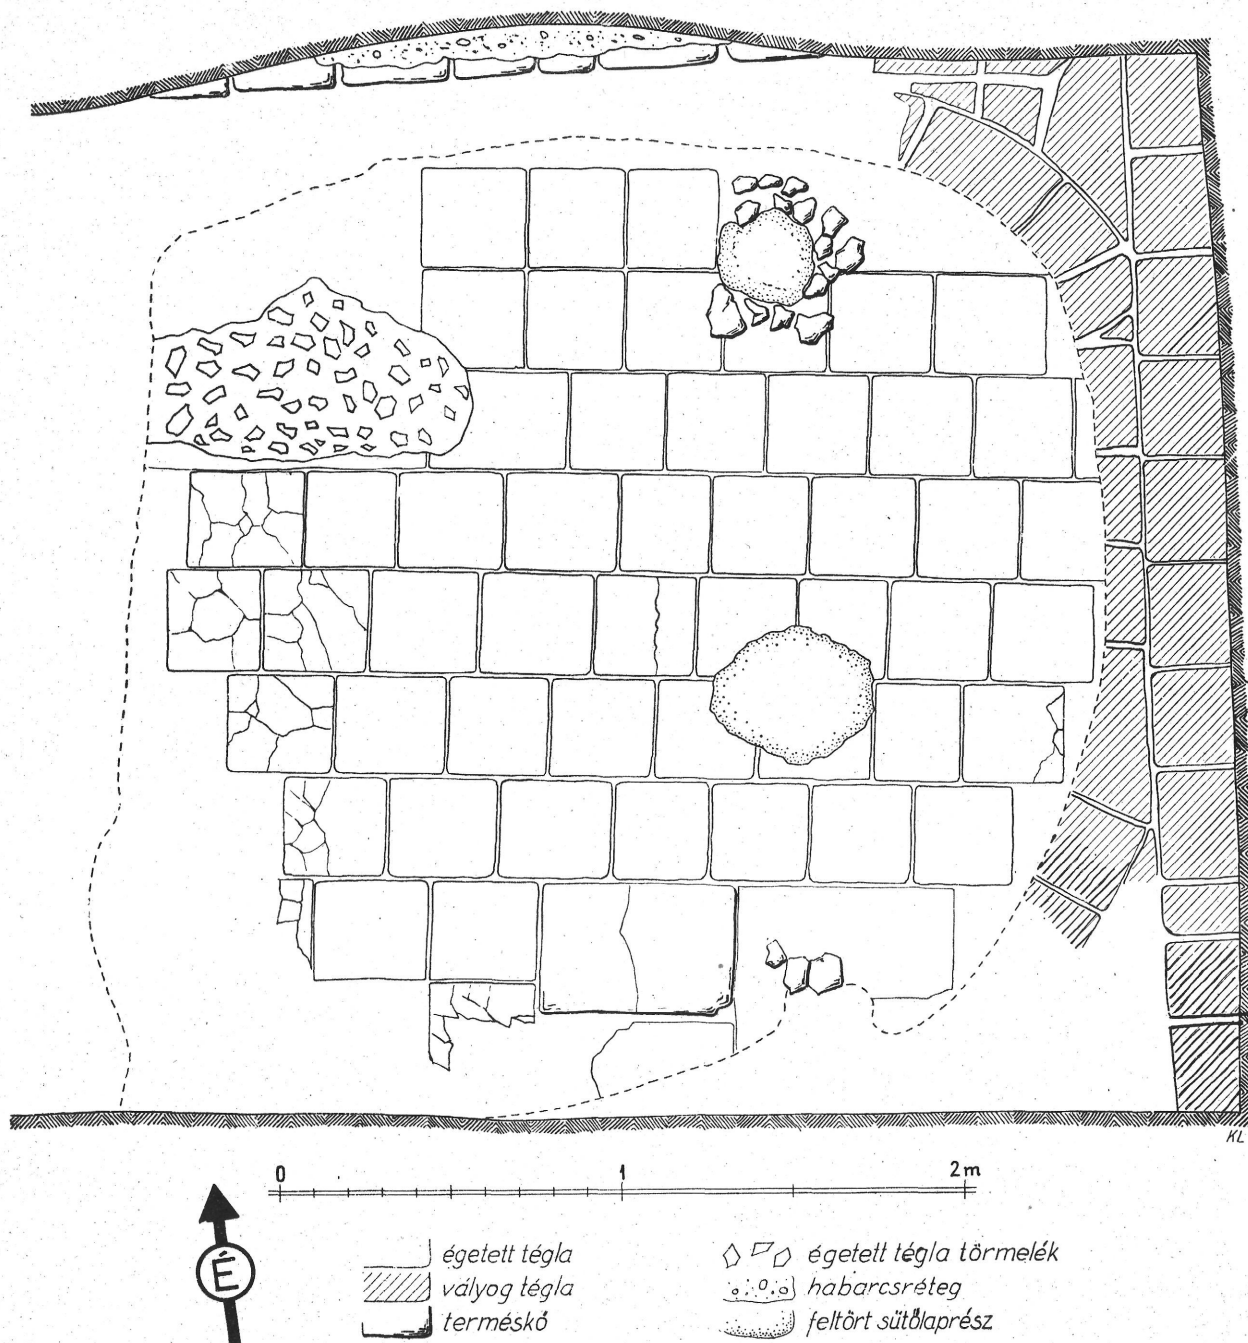 KL
0 1 2 m
É
égetett tégla
vályog tégla
terméskő
égetett tégla törmelék
habarcsréteg
feltört sütőlaprész